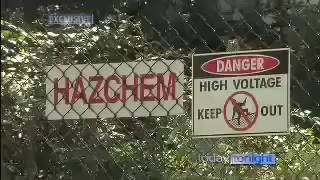 EXCLUSIVE
HAZCHEM
DANGER
HIGH VOLTAGE
KEEP OUT
today tonight